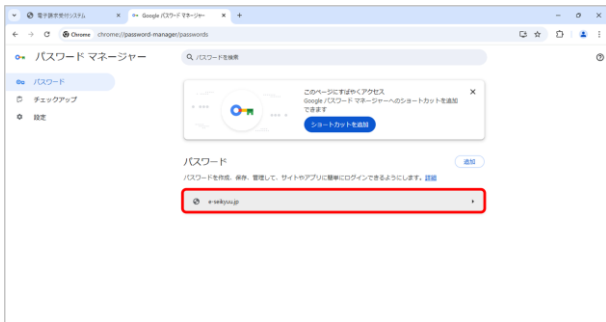 電子請求受付システム
Google パスワード マネージャー
Chrome
chrome://password-manager/passwords
パスワード マネージャー
パスワードを検索
パスワード
チェックアップ
設定
このページにすばやくアクセス
Google パスワード マネージャーへのショートカットを追加
できます
ショートカットを追加
パスワード
追加
パスワードを作成、保存、管理して、サイトやアプリに簡単にログインできるようにします。詳細
e-seikyuu.jp